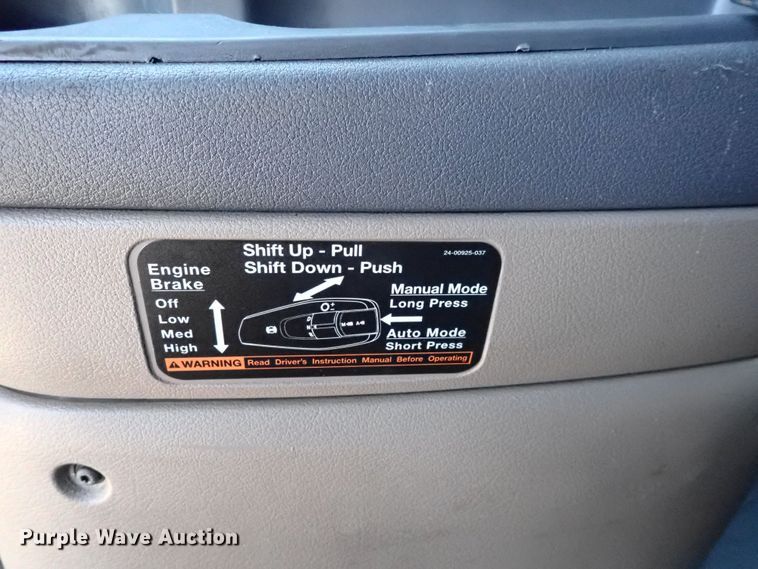 Shift Up - Pull
Shift Down - Push
24-00925-037
Engine
Brake
Off
Low
Med
High
Manual Mode
Long Press
Auto Mode
Short Press
WARNING Read Driver's Instruction Manual Before Operating
Purple Wave Auction